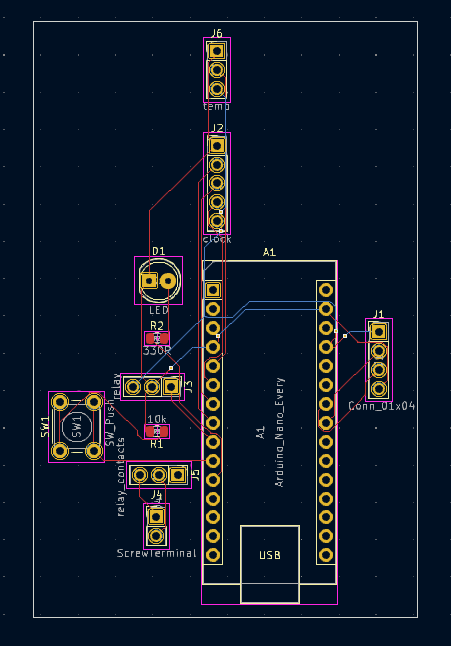 J6
temp
J2
clock
D1
LED
A1
R2
330R
J1
Conn_01x04
relay
J3
SW1
SW1
SW_Push
10k
R1
A1
Arduino_Nano_Every
relay_contacts
J5
J4
ScrewTerminal
USB